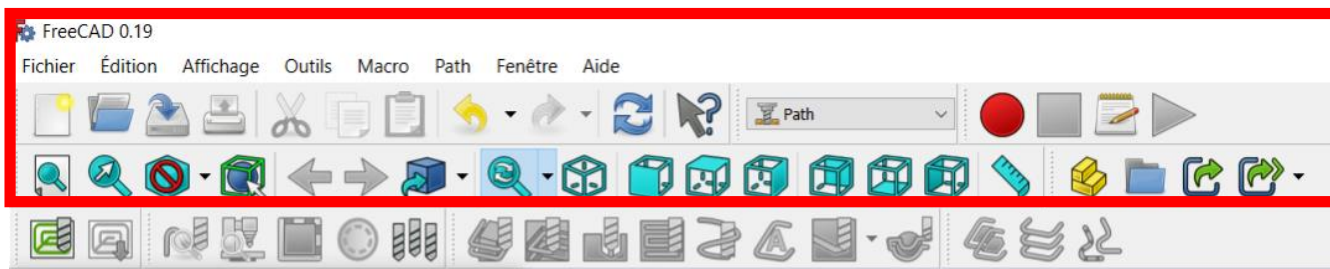 FreeCAD 0.19
Fichier Édition Affichage Outils Macro Path Fenêtre Aide
Path